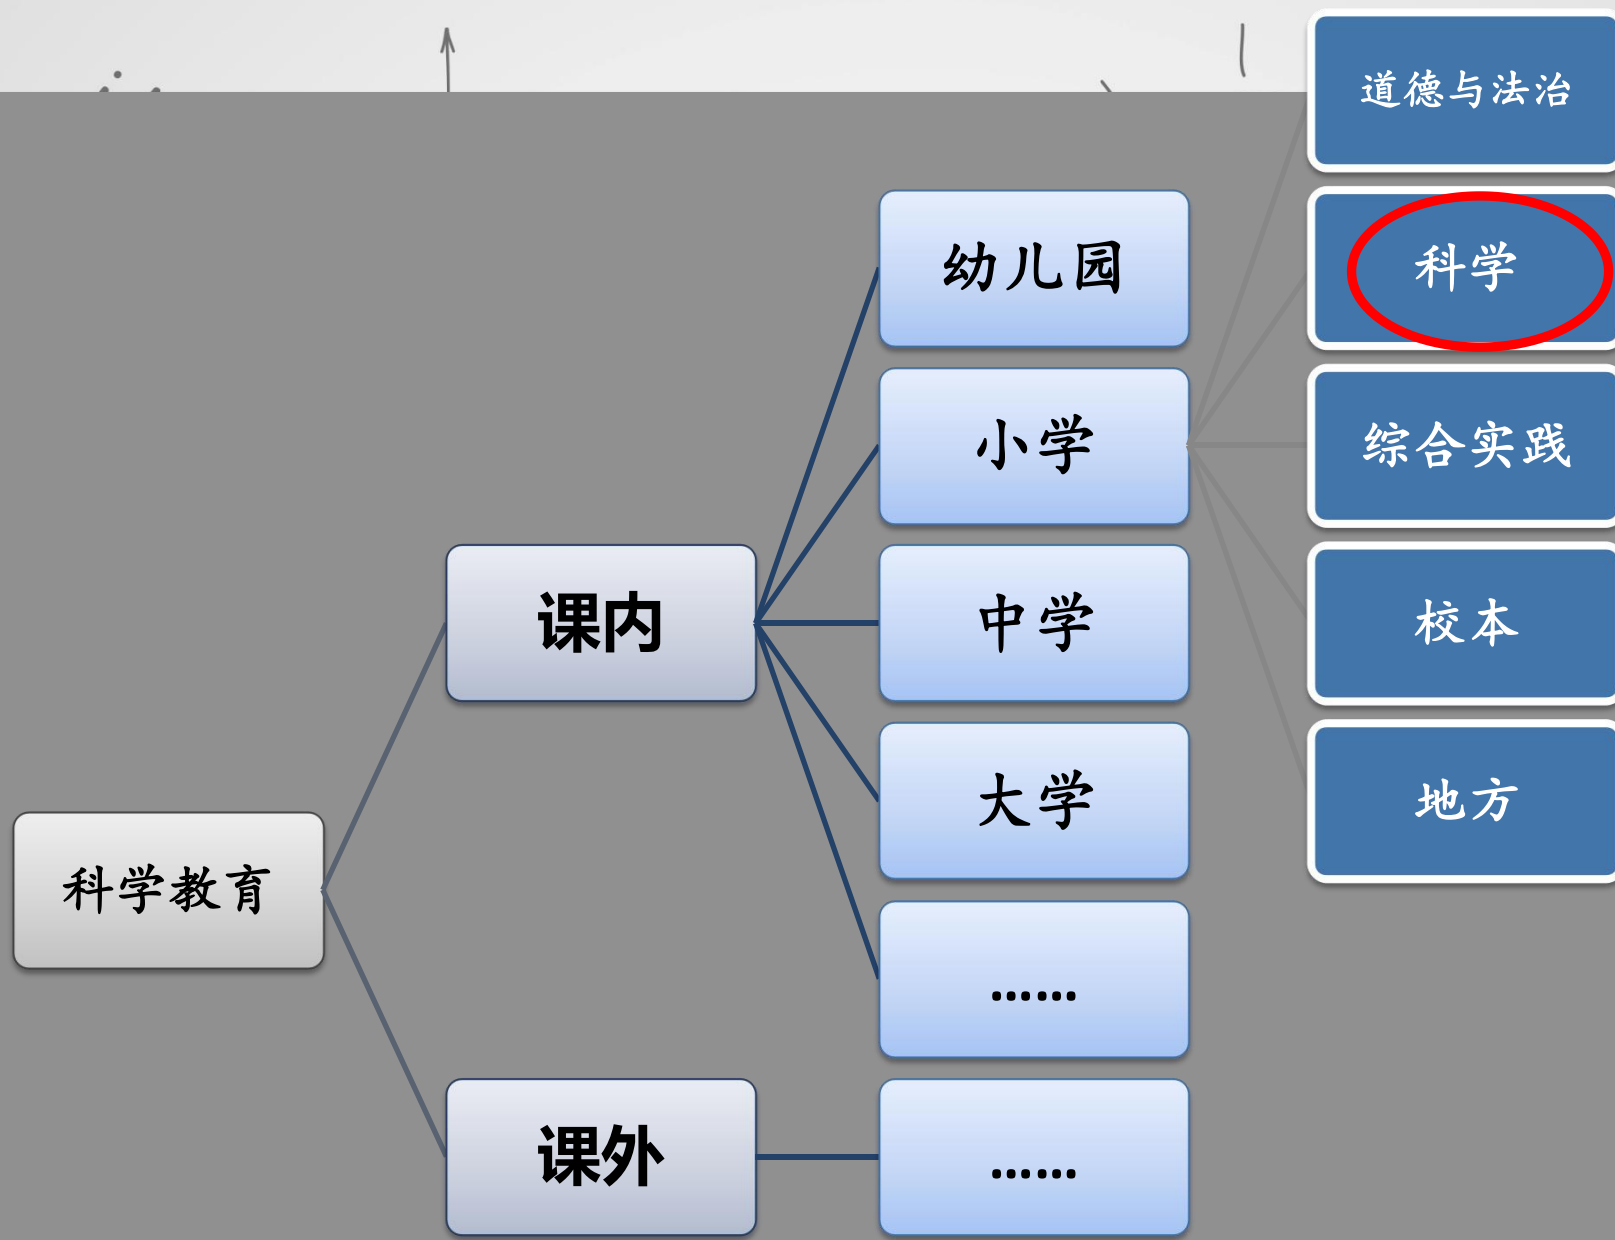 道德与法治
幼儿园
科学
小学
综合实践
课内
中学
校本
大学
地方
科学教育
……
课外
……